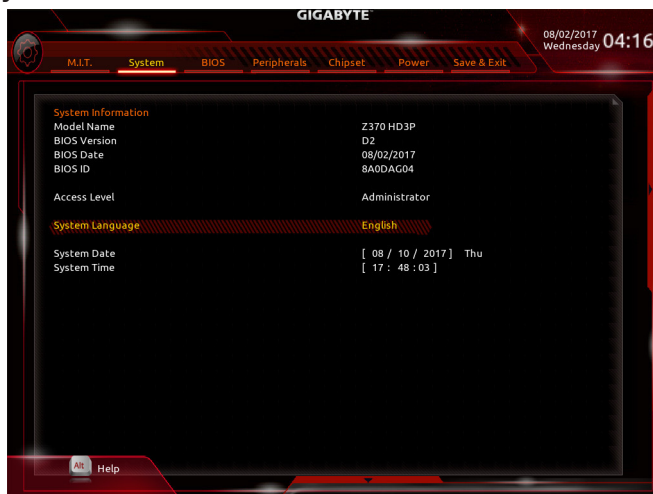 GIGABYTE™
08/02/2017 Wednesday 04:16
M.I.T. System BIOS Peripherals Chipset Power Save & Exit
System Information
Model Name Z370 HD3P
BIOS Version D2
BIOS Date 08/02/2017
BIOS ID 8A0DAG04
Access Level Administrator
System Language English
System Date [ 08 / 10 / 2017 ] Thu
System Time [ 17 : 48 : 03 ]
Alt Help